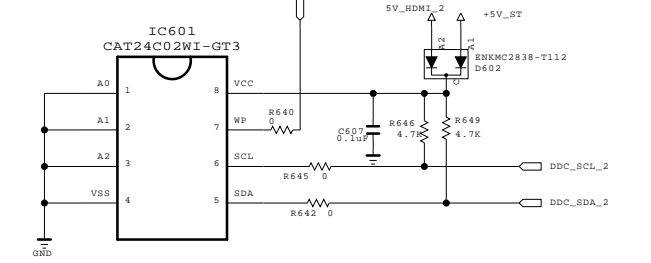 5V_HDMI_2
+5V_ST
IC601
CAT24C02WI-GT3
A2
A1
ENKMC2838-T112
D602
C
A0
1
8
VCC
A1
2
7
WP
R640
0
C607
0.1uF
R646
4.7K
R649
4.7K
A2
3
6
SCL
R645 0
DDC_SCL_2
VSS
4
5
SDA
R642 0
DDC_SDA_2
GND